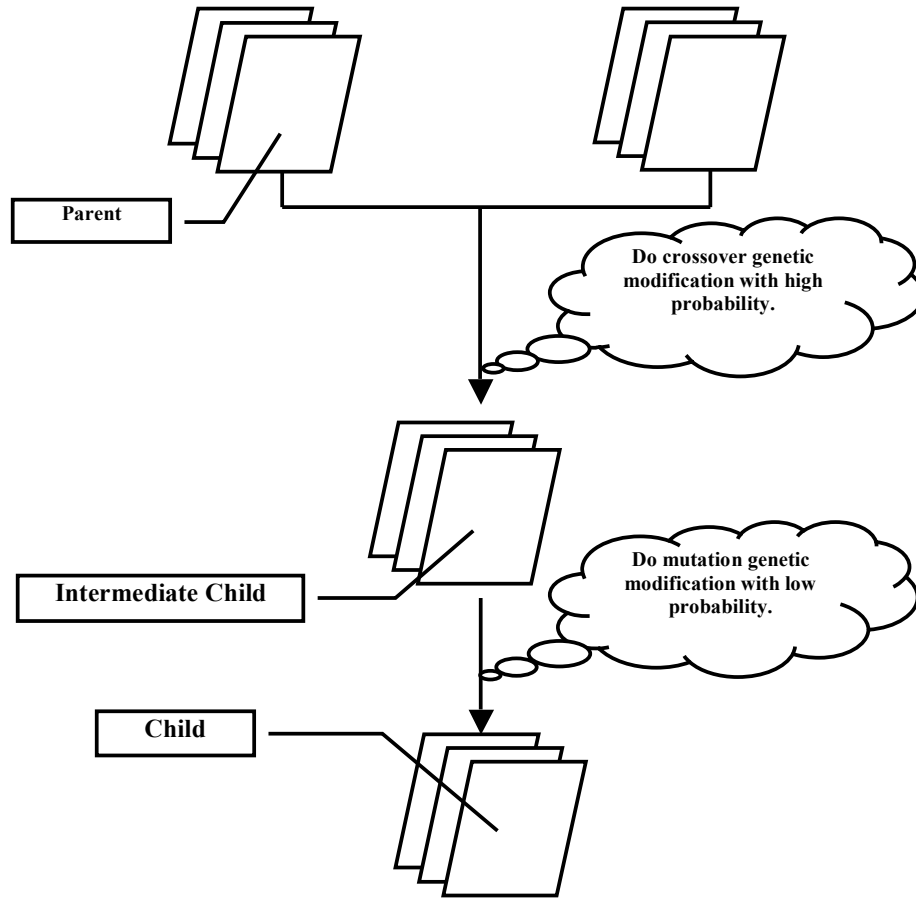 Parent
Do crossover genetic
modification with high
probability.
Intermediate Child
Do mutation genetic
modification with low
probability.
Child